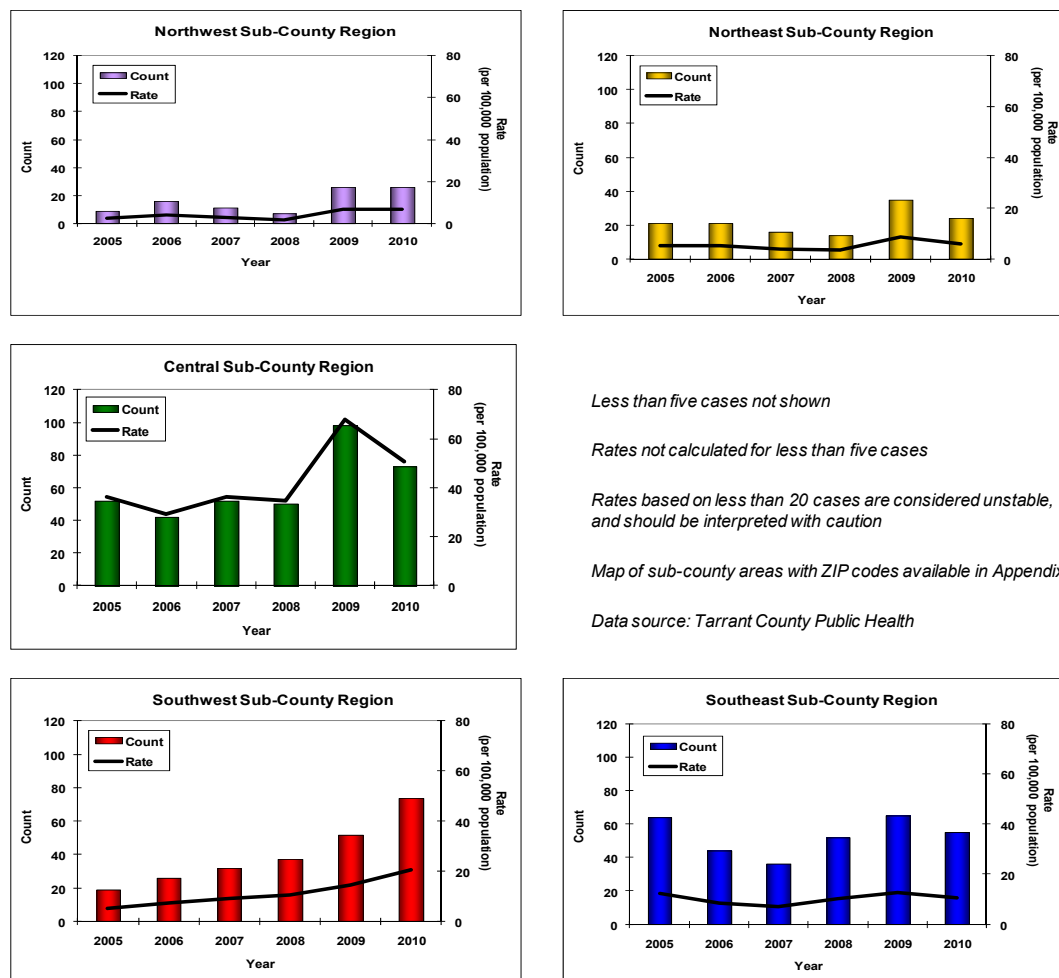 Northwest Sub-County Region
120
100
80
60
40
20
0
Count
Count
Rate
80
60
40
20
0
Rate
(per 100,000 population)
2005 2006 2007 2008 2009 2010
Year
Northeast Sub-County Region
120
100
80
60
40
20
0
Count
Count
Rate
80
60
40
20
0
Rate
(per 100,000 population)
2005 2006 2007 2008 2009 2010
Year
Central Sub-County Region
120
100
80
60
40
20
0
Count
Count
Rate
80
60
40
20
0
Rate
(per 100,000 population)
2005 2006 2007 2008 2009 2010
Year
Less than five cases not shown
Rates not calculated for less than five cases
Rates based on less than 20 cases are considered unstable,
and should be interpreted with caution
Map of sub-county areas with ZIP codes available in Appendix
Data source: Tarrant County Public Health
Southwest Sub-County Region
120
100
80
60
40
20
0
Count
Count
Rate
80
60
40
20
0
Rate
(per 100,000 population)
2005 2006 2007 2008 2009 2010
Year
Southeast Sub-County Region
120
100
80
60
40
20
0
Count
Count
Rate
80
60
40
20
0
Rate
(per 100,000 population)
2005 2006 2007 2008 2009 2010
Year